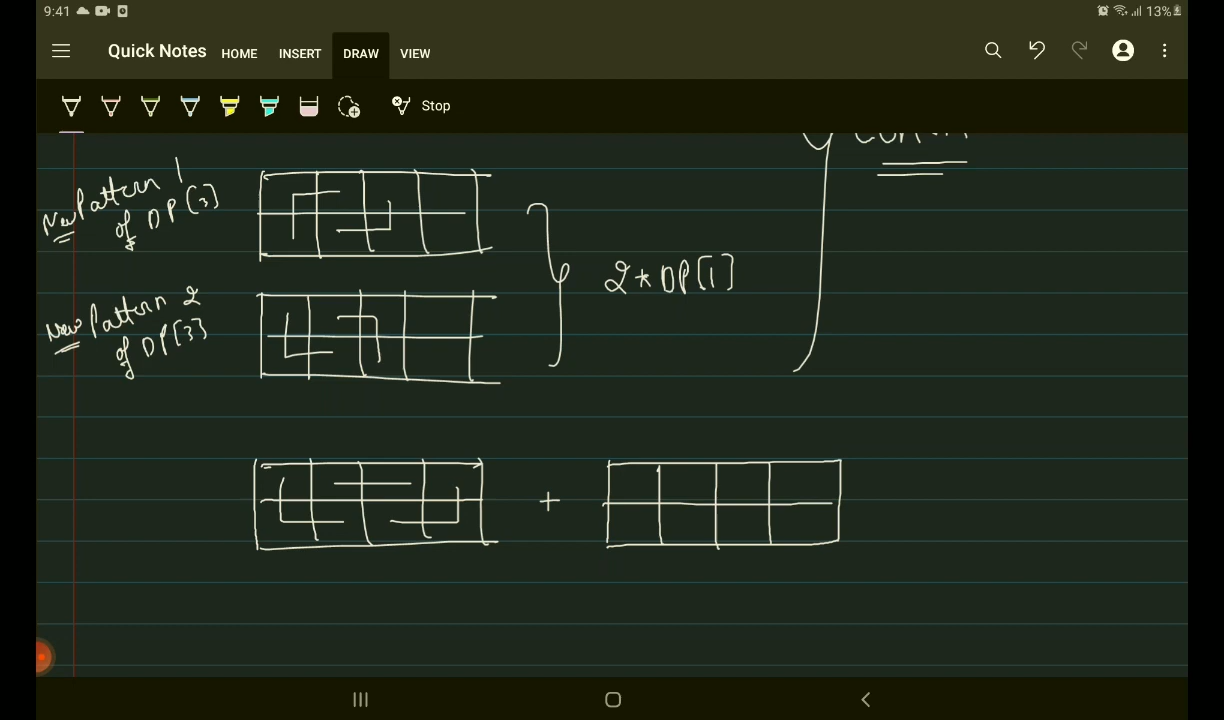 9:41 13%
Quick Notes HOME INSERT DRAW VIEW
Stop
New Pattern 1
of DP[3]
2*DP[1]
New Pattern 2
of DP[3]
+